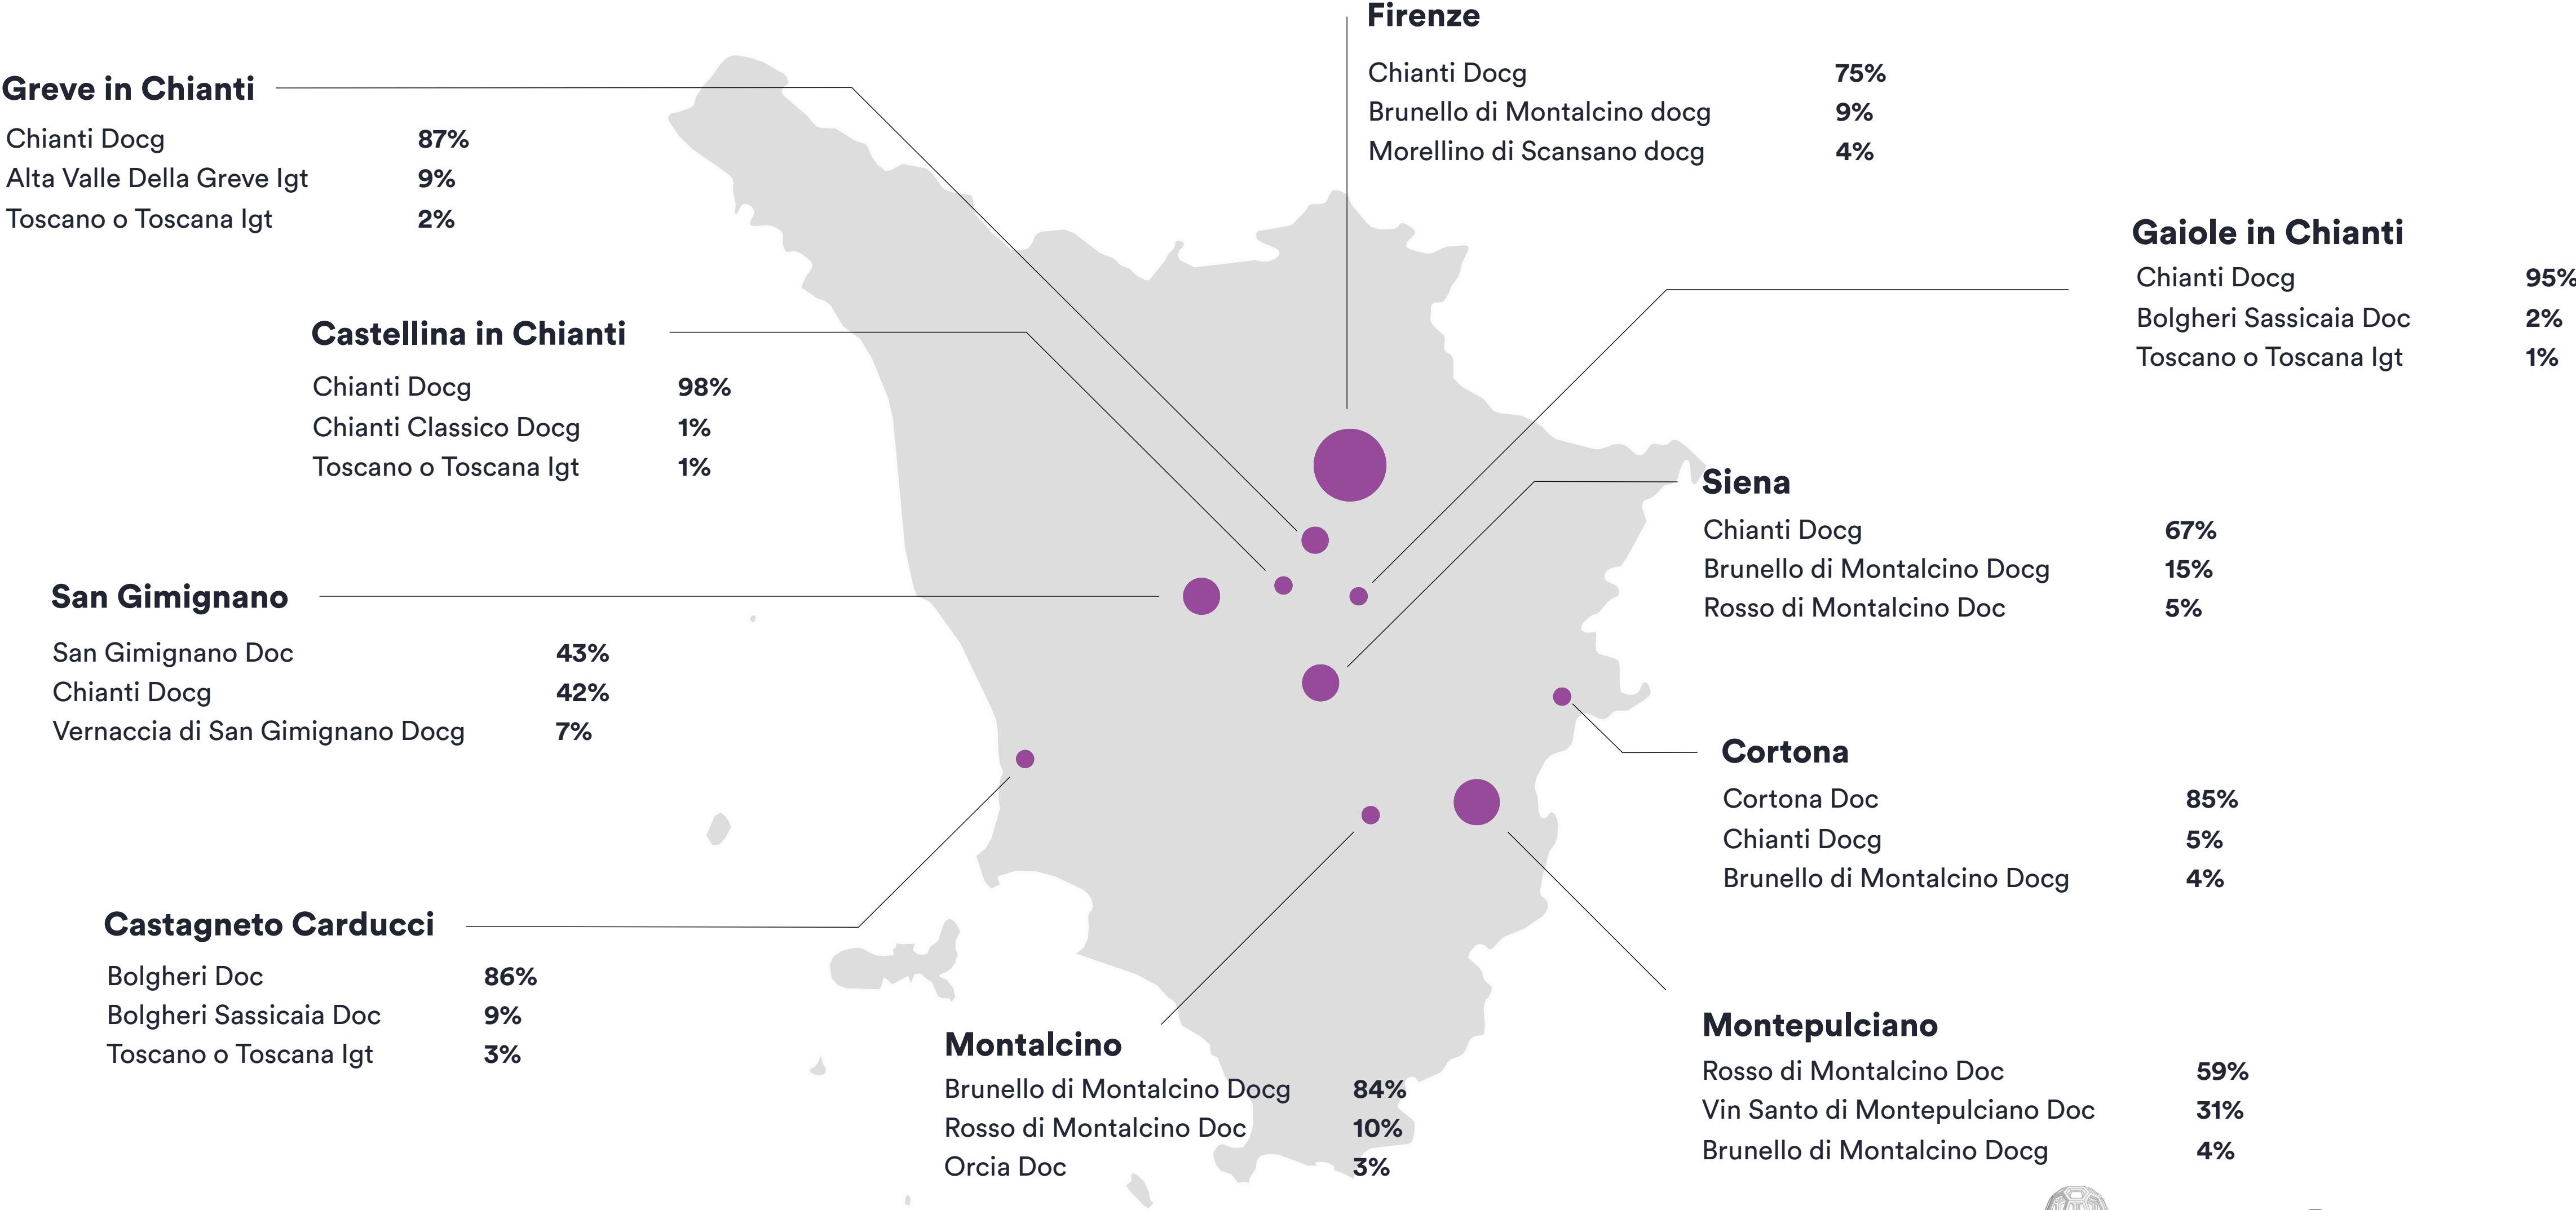 Firenze
Chianti Docg 75%
Brunello di Montalcino docg 9%
Morellino di Scansano docg 4%
Greve in Chianti
Chianti Docg 87%
Alta Valle Della Greve Igt 9%
Toscano o Toscana Igt 2%
Gaiole in Chianti
Chianti Docg 95%
Bolgheri Sassicaia Doc 2%
Toscano o Toscana Igt 1%
Castellina in Chianti
Chianti Docg 98%
Chianti Classico Docg 1%
Toscano o Toscana Igt 1%
Siena
Chianti Docg 67%
Brunello di Montalcino Docg 15%
Rosso di Montalcino Doc 5%
San Gimignano
San Gimignano Doc 43%
Chianti Docg 42%
Vernaccia di San Gimignano Docg 7%
Cortona
Cortona Doc 85%
Chianti Docg 5%
Brunello di Montalcino Docg 4%
Castagneto Carducci
Bolgheri Doc 86%
Bolgheri Sassicaia Doc 9%
Toscano o Toscana Igt 3%
Montalcino
Brunello di Montalcino Docg 84%
Rosso di Montalcino Doc 10%
Orcia Doc 3%
Montepulciano
Rosso di Montalcino Doc 59%
Vin Santo di Montepulciano Doc 31%
Brunello di Montalcino Docg 4%